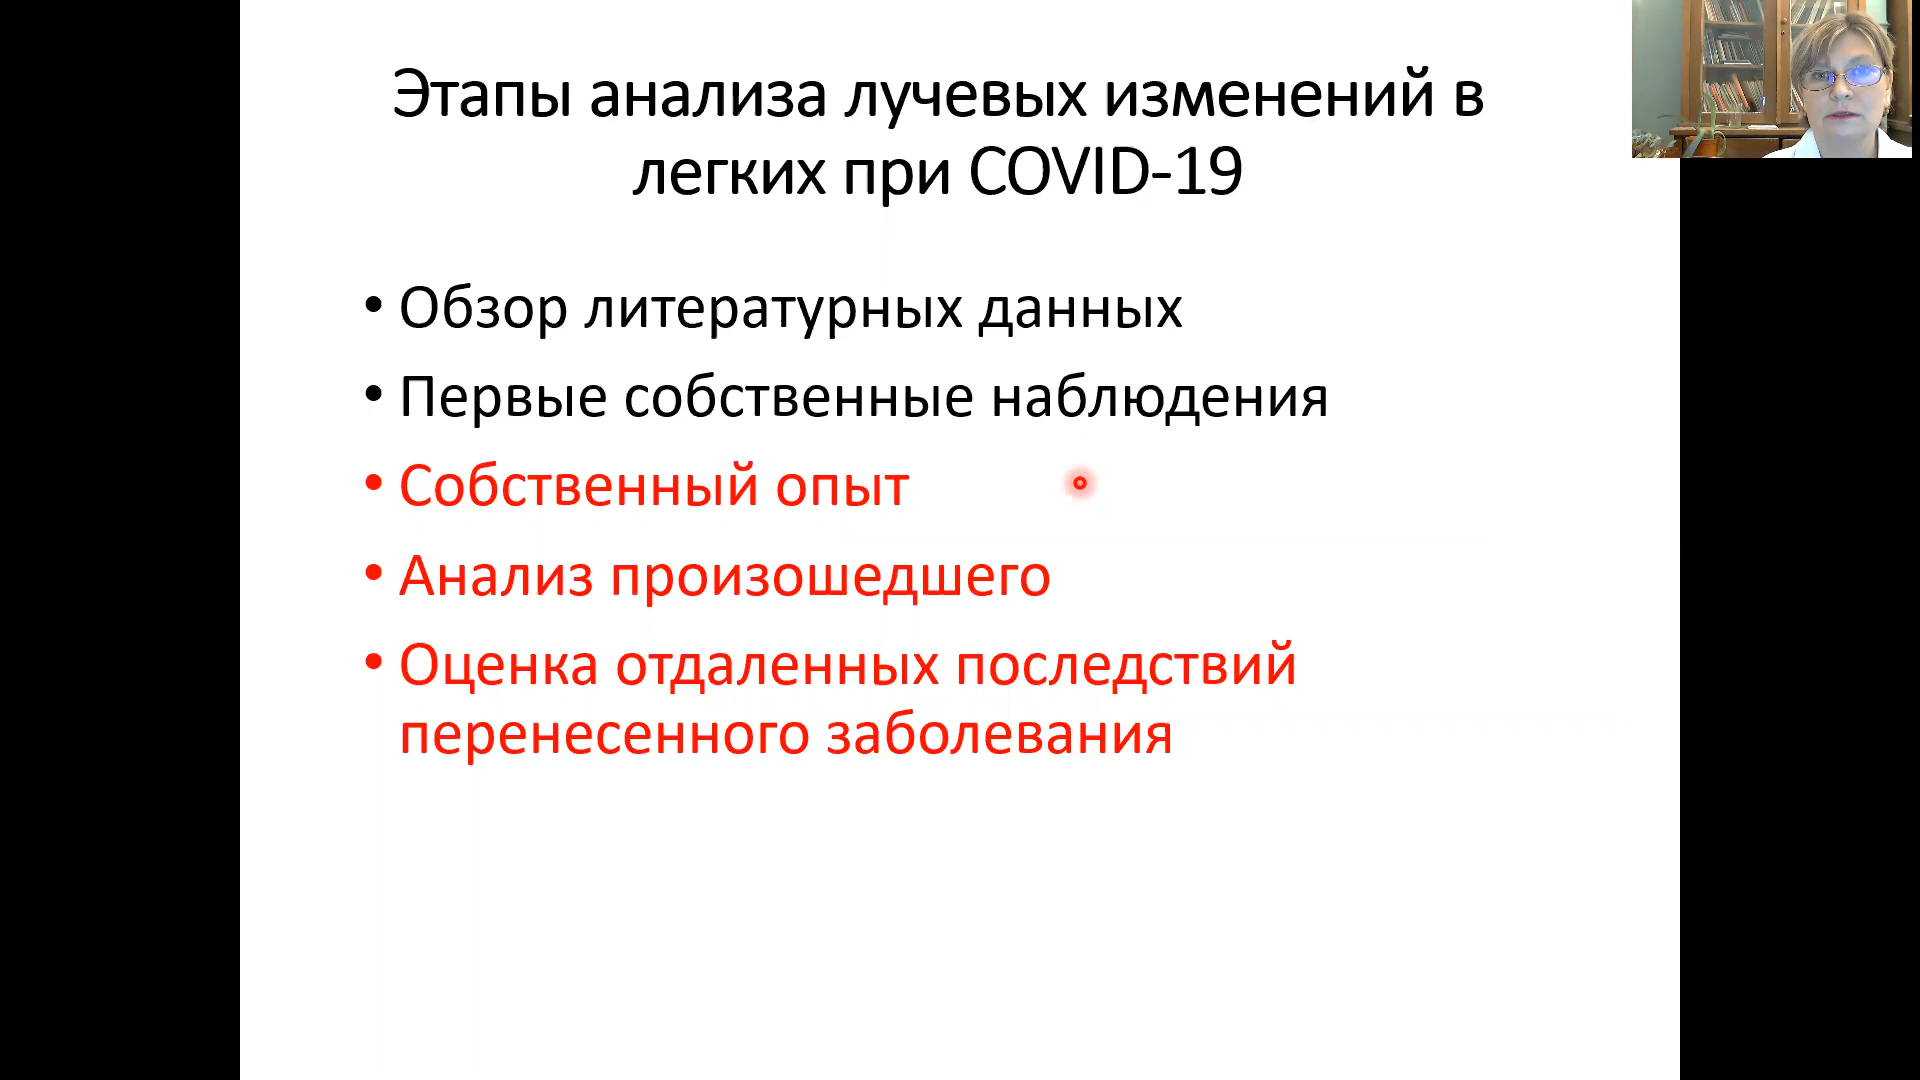 Этапы анализа лучевых изменений в
легких при COVID-19
• Обзор литературных данных
• Первые собственные наблюдения
• Собственный опыт
• Анализ произошедшего
• Оценка отдаленных последствий
перенесенного заболевания